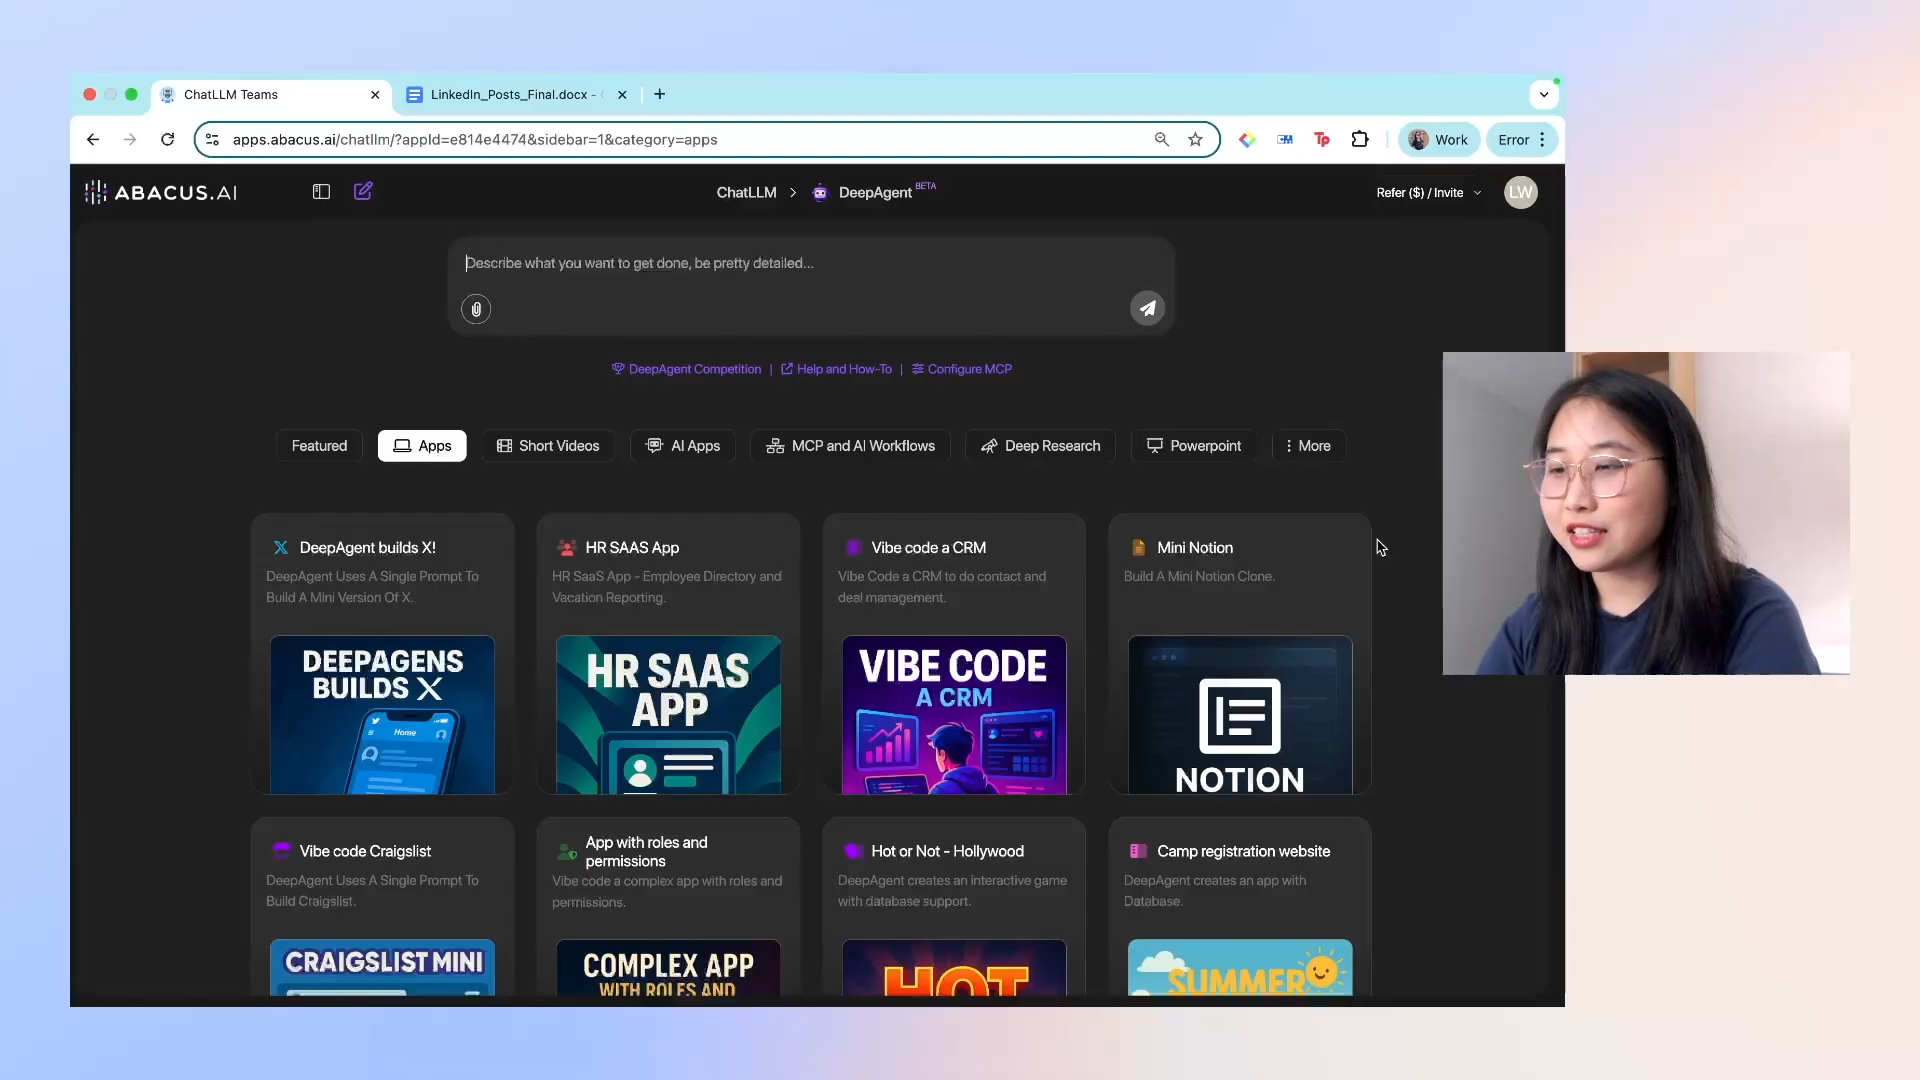 ChatLLM Teams
LinkedIn_Posts_Final.docx -
apps.abacus.ai/chatllm/?appId=e814e4474&sidebar=1&category=apps
Tp
Work
Error
ABACUS.AI
ChatLLM > DeepAgent BETA
Refer ($) / Invite
LW
Describe what you want to get done, be pretty detailed...
DeepAgent Competition | Help and How-To | Configure MCP
Featured
Apps
Short Videos
AI Apps
MCP and AI Workflows
Deep Research
Powerpoint
More
DeepAgent builds X!
DeepAgent Uses A Single Prompt To
Build A Mini Version Of X.
DEEPAGENS
BUILDS X
Home
HR SAAS App
HR SaaS App - Employee Directory and
Vacation Reporting.
HR SAAS
APP
Vibe code a CRM
Vibe Code a CRM to do contact and
deal management.
VIBE CODE
A CRM
Mini Notion
Build A Mini Notion Clone.
NOTION
Vibe code Craigslist
DeepAgent Uses A Single Prompt To
Build Craigslist.
CRAIGSLIST MINI
App with roles and
permissions
Vibe code a complex app with roles and
permissions.
COMPLEX APP
WITH ROLES AND
Hot or Not - Hollywood
DeepAgent creates an interactive game
with database support.
HOT
Camp registration website
DeepAgent creates an app with
Database.
SUMMER